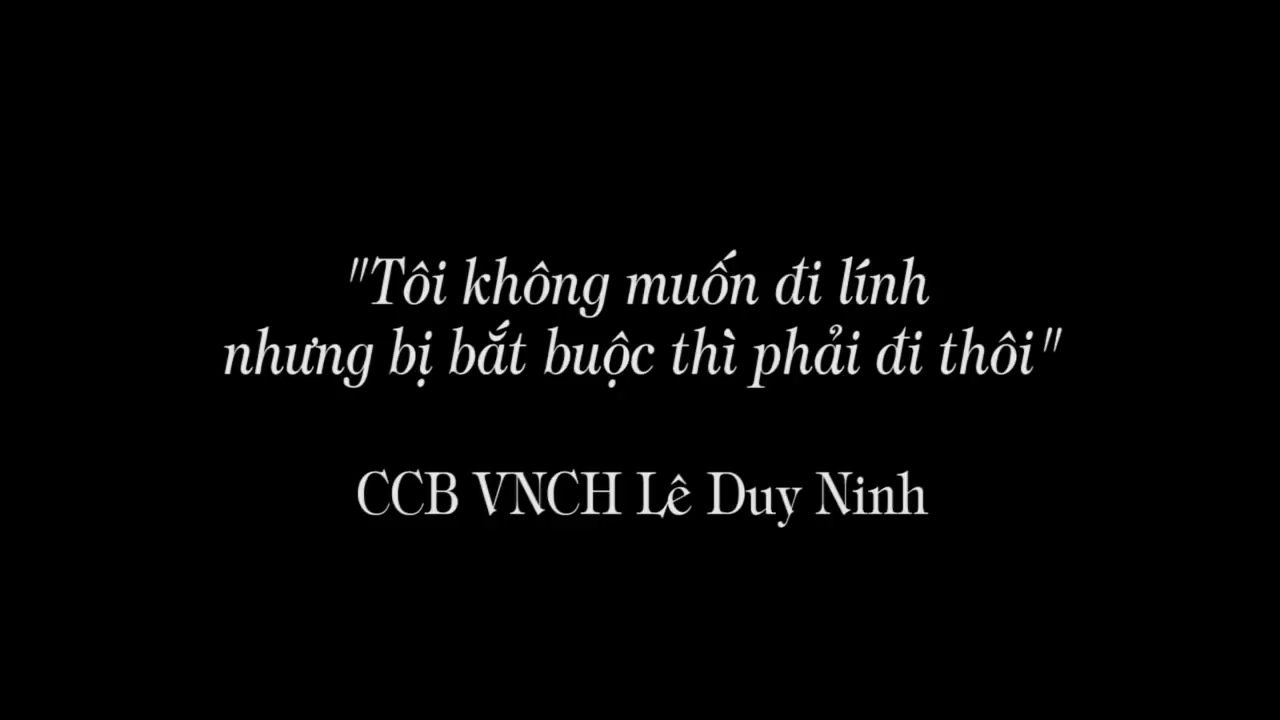 "Tôi không muốn đi lính
nhưng bị bắt buộc thì phải đi thôi"
CCB VNCH Lê Duy Ninh